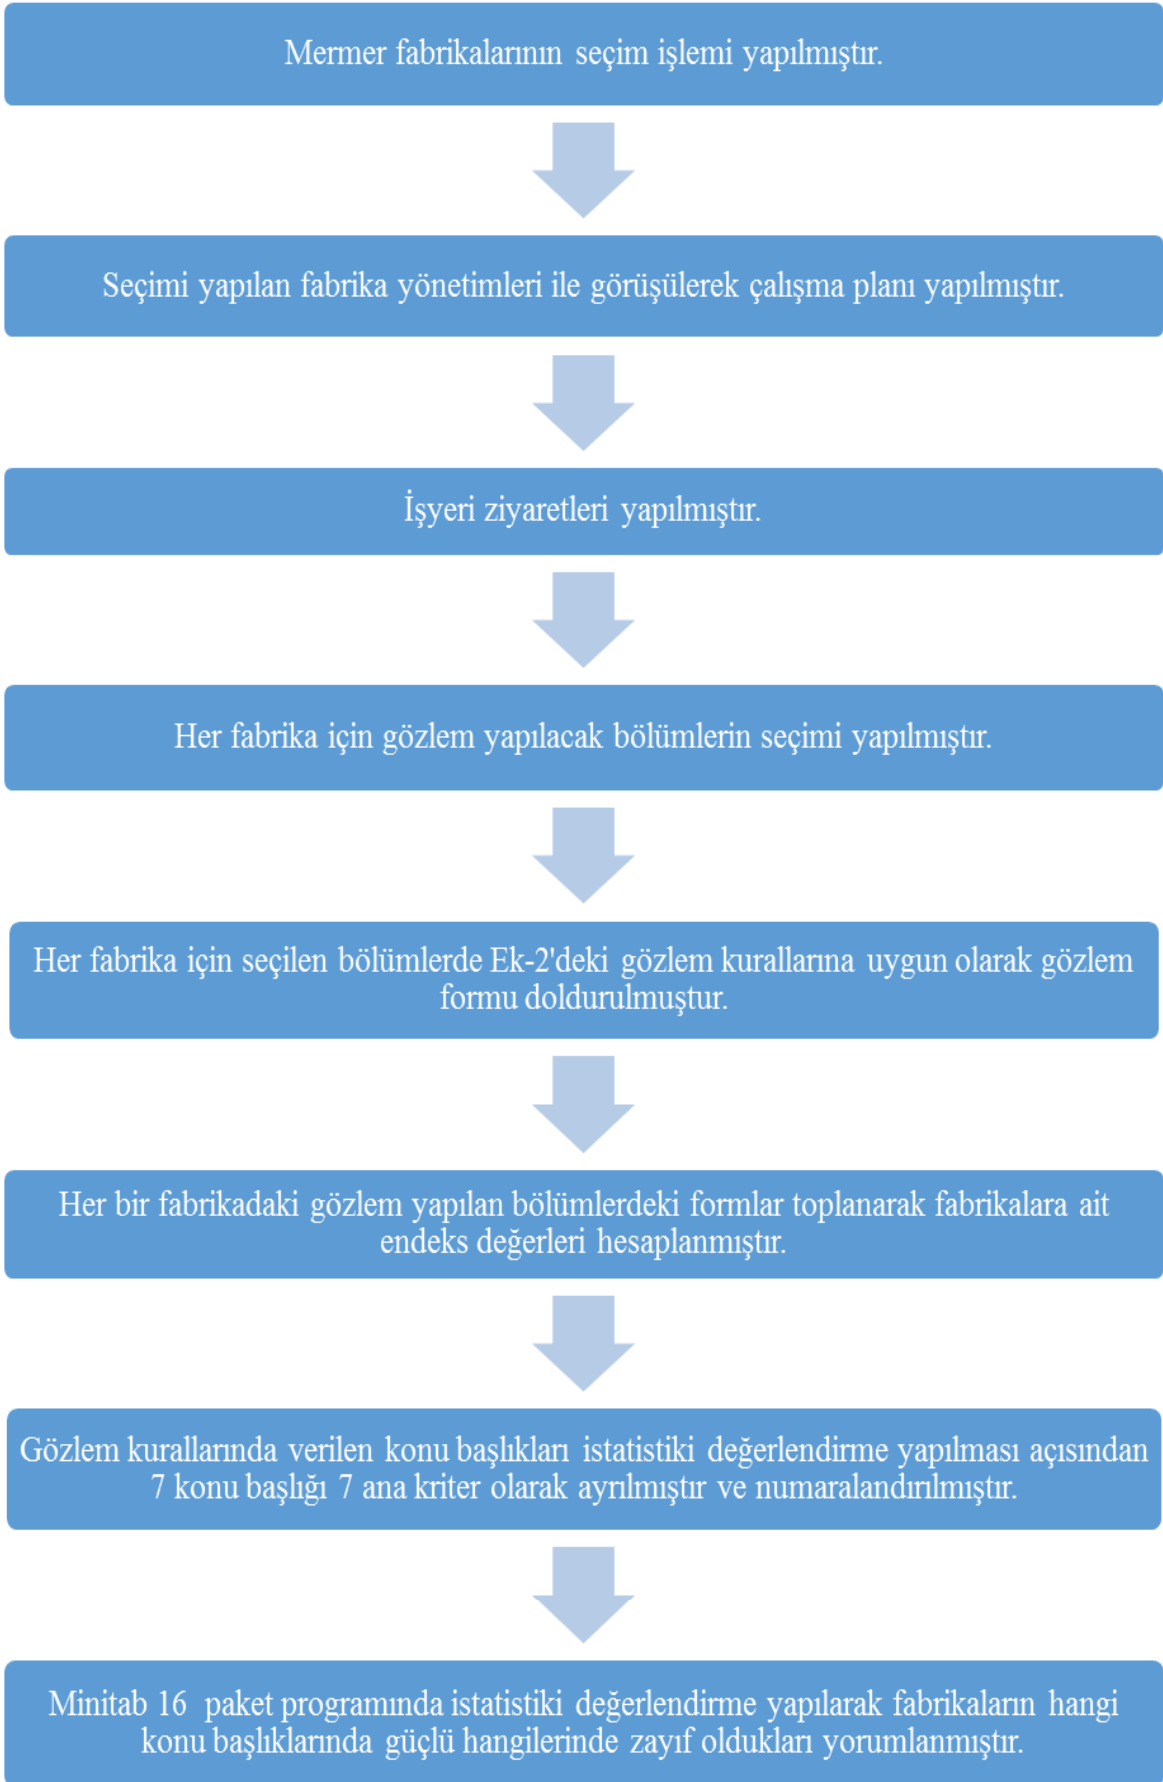 Mermer fabrikalarının seçim işlemi yapılmıştır.
Seçimi yapılan fabrika yönetimleri ile görüşülerek çalışma planı yapılmıştır.
İşyeri ziyaretleri yapılmıştır.
Her fabrika için gözlem yapılacak bölümlerin seçimi yapılmıştır.
Her fabrika için seçilen bölümlerde Ek-2'deki gözlem kurallarına uygun olarak gözlem
formu doldurulmuştur.
Her bir fabrikadaki gözlem yapılan bölümlerdeki formlar toplanarak fabrikalara ait
endeks değerleri hesaplanmıştır.
Gözlem kurallarında verilen konu başlıkları istatistiki değerlendirme yapılması açısından
7 konu başlığı 7 ana kriter olarak ayrılmıştır ve numaralandırılmıştır.
Minitab 16 paket programında istatistiki değerlendirme yapılarak fabrikaların hangi
konu başlıklarında güçlü hangilerinde zayıf oldukları yorumlanmıştır.